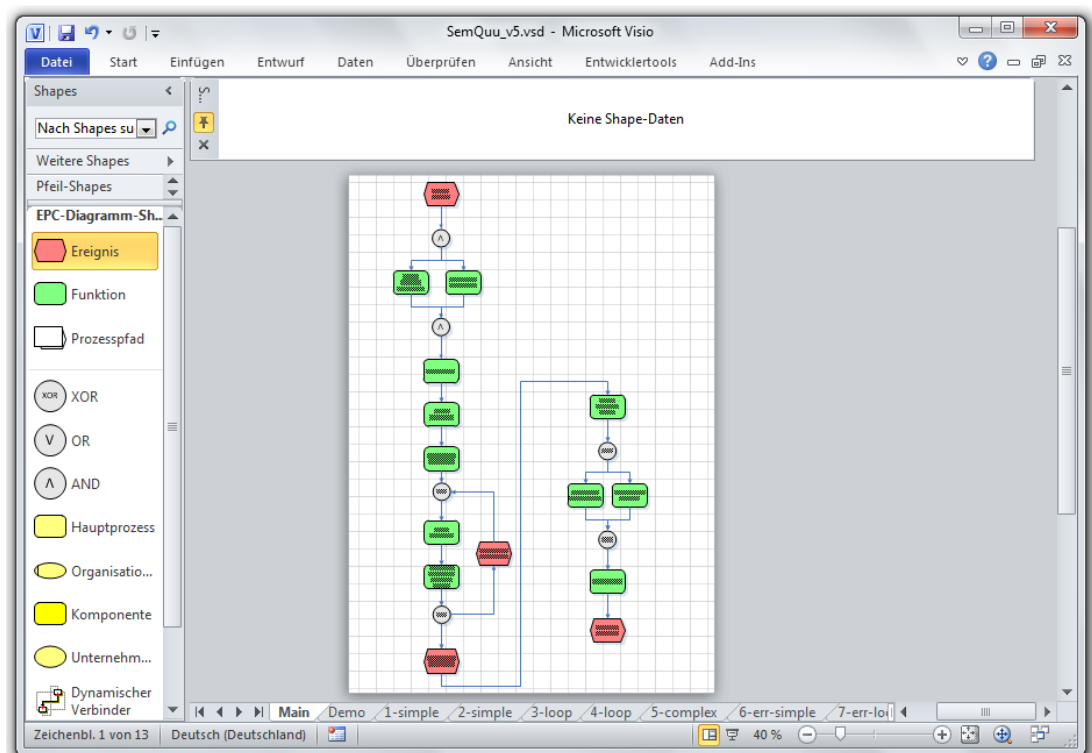 SemQuu_v5.vsd - Microsoft Visio
Datei Start Einfügen Entwurf Daten Überprüfen Ansicht Entwicklertools Add-Ins
Shapes
Keine Shape-Daten
Nach Shapes su
Weitere Shapes
Pfeil-Shapes
EPC-Diagramm-Sh..
Ereignis
Funktion
Prozesspfad
XOR XOR
V OR
Λ AND
Hauptprozess
Organisatio...
Komponente
Unternehm...
Dynamischer
Verbinder
Λ
Λ
Main Demo 1-simple 2-simple 3-loop 4-loop 5-complex 6-err-simple 7-err-loo
Zeichenbl. 1 von 13 Deutsch (Deutschland) 40 %